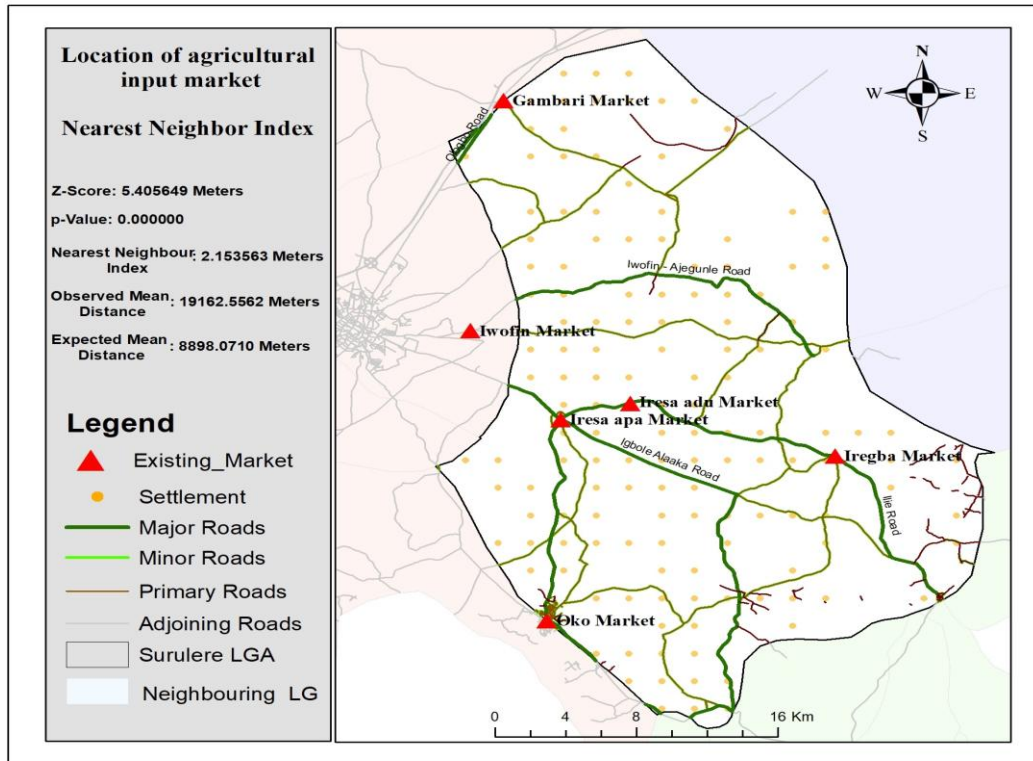 Location of agricultural
input market
Nearest Neighbor Index
Z-Score: 5.405649 Meters
p-Value: 0.000000
Nearest Neighbour : 2.153563 Meters
Index
Observed Mean : 19162.5562 Meters
Distance
Expected Mean : 8898.0710 Meters
Distance
Legend
Existing_Market
Settlement
Major Roads
Minor Roads
Primary Roads
Adjoining Roads
Surulere LGA
Neighbouring LG
N
W E
S
Gambari Market
Iwofin - Ajegunle Road
Iwofin Market
Iresa adu Market
Iresa apa Market
Igbole Alaaka Road
Iregba Market
Ilie Road
Oko Market
0 4 8 16 Km